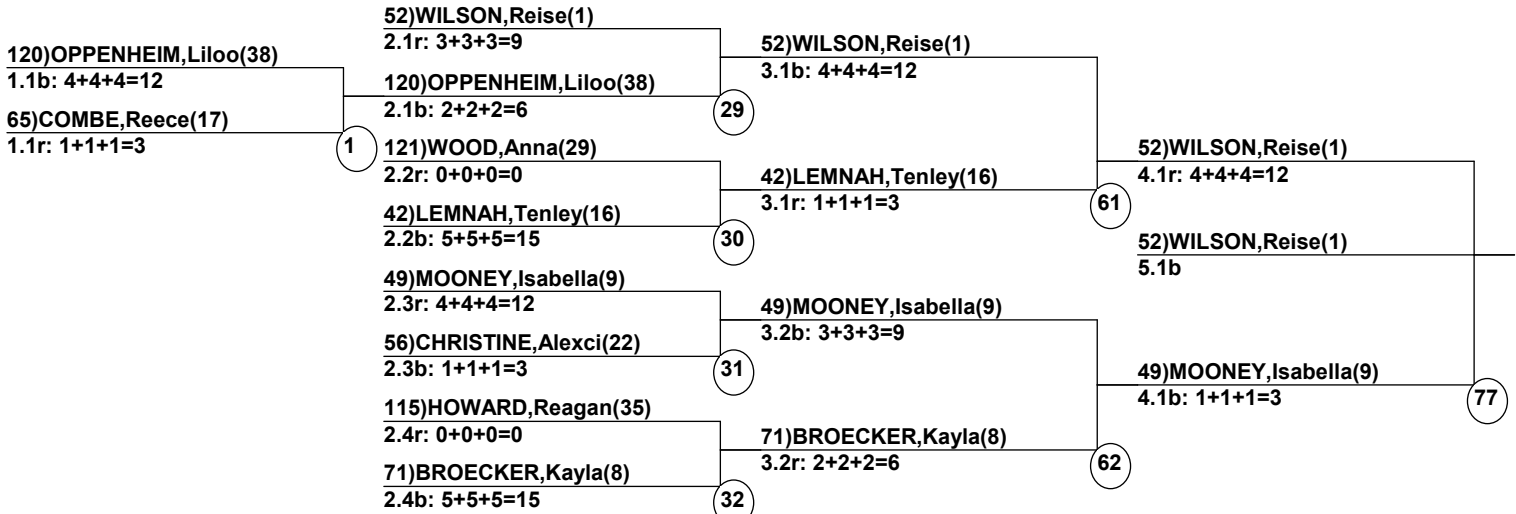 120)OPPENHEIM,Liloo(38)
1.1b: 4+4+4=12
65)COMBE,Reece(17)
1.1r: 1+1+1=3
1
52)WILSON,Reise(1)
2.1r: 3+3+3=9
120)OPPENHEIM,Liloo(38)
2.1b: 2+2+2=6
29
121)WOOD,Anna(29)
2.2r: 0+0+0=0
42)LEMNAH,Tenley(16)
2.2b: 5+5+5=15
30
49)MOONEY,Isabella(9)
2.3r: 4+4+4=12
56)CHRISTINE,Alexci(22)
2.3b: 1+1+1=3
31
115)HOWARD,Reagan(35)
2.4r: 0+0+0=0
71)BROECKER,Kayla(8)
2.4b: 5+5+5=15
32
52)WILSON,Reise(1)
3.1b: 4+4+4=12
42)LEMNAH,Tenley(16)
3.1r: 1+1+1=3
61
49)MOONEY,Isabella(9)
3.2b: 3+3+3=9
71)BROECKER,Kayla(8)
3.2r: 2+2+2=6
62
52)WILSON,Reise(1)
4.1r: 4+4+4=12
52)WILSON,Reise(1)
5.1b
49)MOONEY,Isabella(9)
4.1b: 1+1+1=3
77